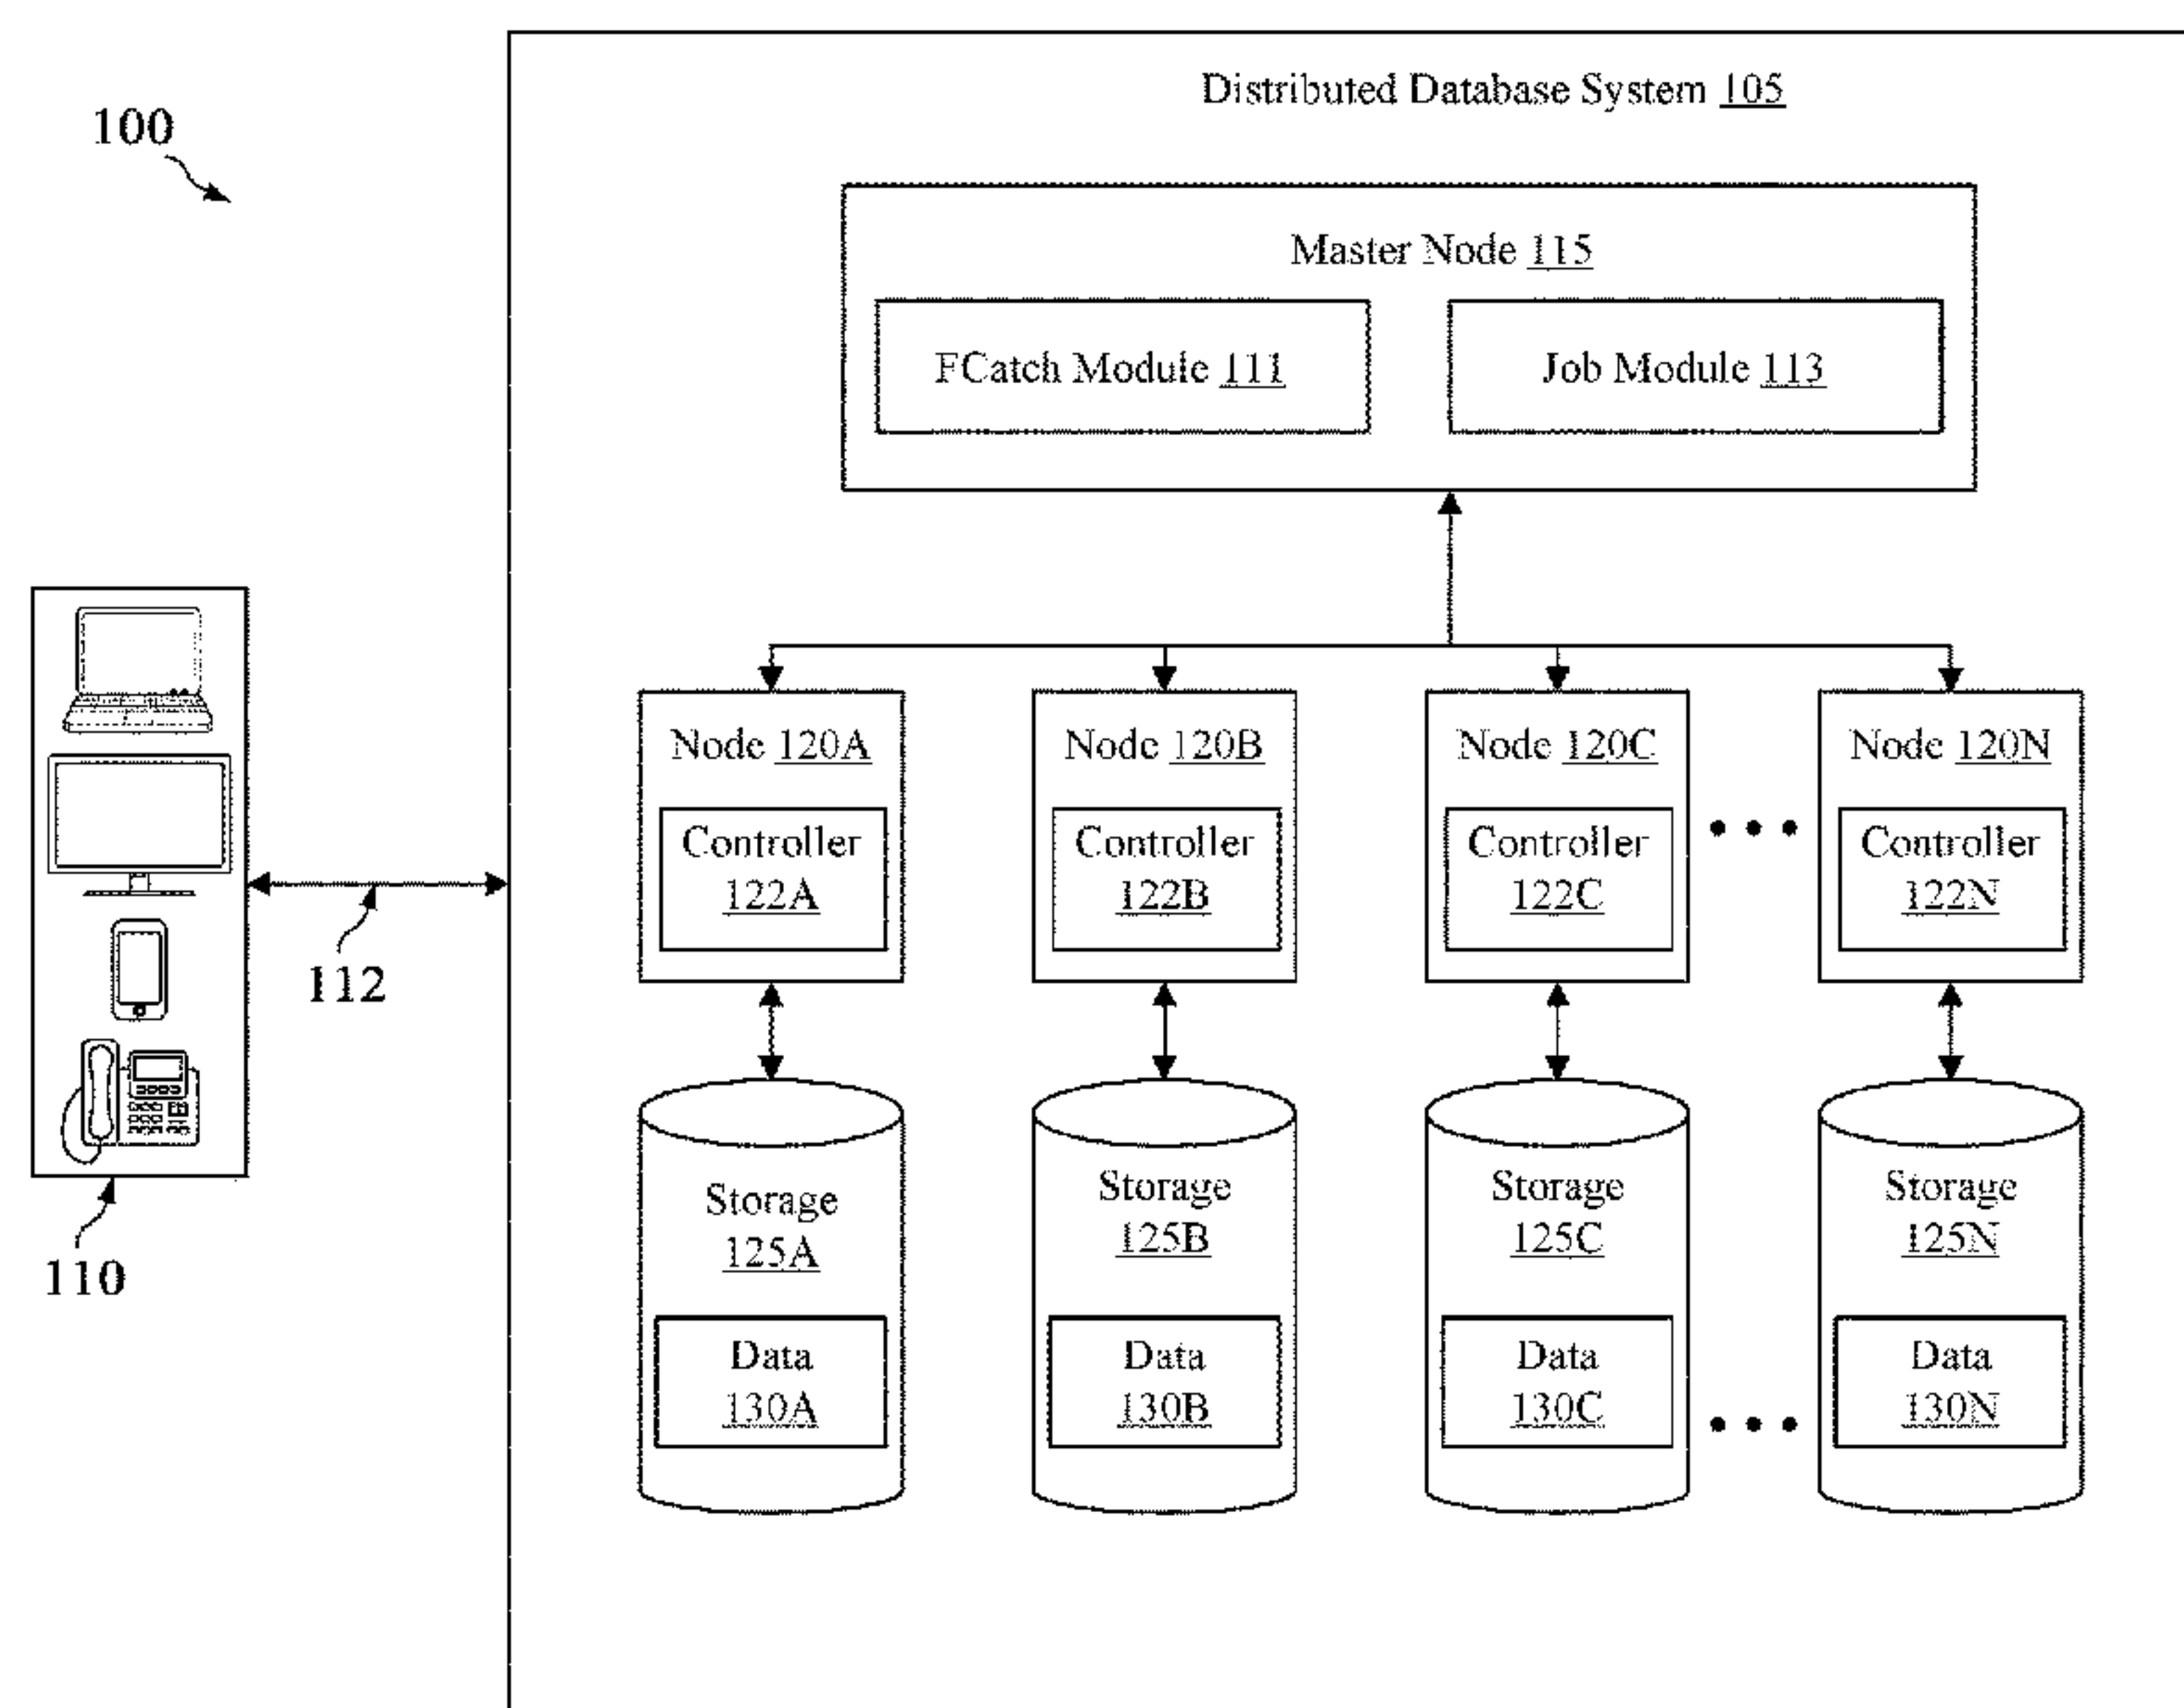 Distributed Database System 105
100
Master Node 115
FCatch Module 111
Job Module 113
Node 120A
Node 120B
Node 120C
Node 120N
Controller
122A
Controller
122B
Controller
122C
Controller
122N
112
Storage
125A
Storage
125B
Storage
125C
Storage
125N
110
Data
130A
Data
130B
Data
130C
Data
130N